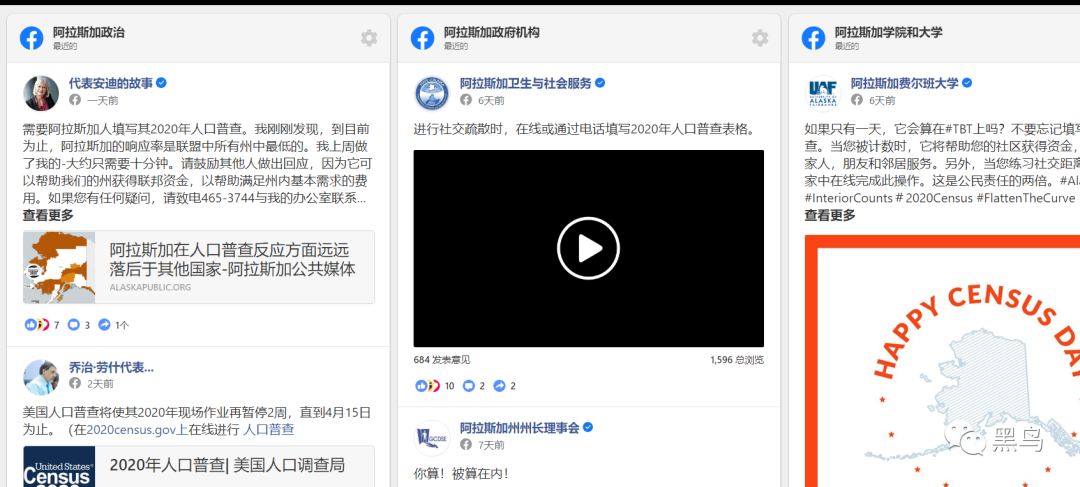 阿拉斯加政治
最近的
代表安迪的故事
一天前
需要阿拉斯加人填写其2020年人口普查。我刚刚发现，到目前
为止，阿拉斯加的响应率是联盟中所有州中最低的。我上周做
了我的-大约只需要十分钟。请鼓励其他人做出回应，因为它可
以帮助我们的州获得联邦资金，以帮助满足州内基本需求的费
用。如果您有任何疑问，请致电465-3744与我的办公室联系...
查看更多
阿拉斯加在人口普查反应方面远远
落后于其他国家-阿拉斯加公共媒体
ALASKAPUBLIC.ORG
7 3 1个
乔治·劳什代表...
2天前
美国人口普查将使其2020年现场作业再暂停2周，直到4月15日
为止。（在2020census.gov上在线进行 人口普查
United States®
Census
2020年人口普查| 美国人口调查局
阿拉斯加政府机构
最近的
阿拉斯加卫生与社会服务
6天前
进行社交疏散时，在线或通过电话填写2020年人口普查表格。
684 发表意见
1,596 总浏览
10 2 2
GCDSE
阿拉斯加州州长理事会
7天前
你算！被算在内！
阿拉斯加学院和大学
最近的
UAF
UNIVERSITY OF
ALASKA
FAIRBANKS
阿拉斯加费尔班大学
6天前
如果只有一天，它会算在#TBT上吗？不要忘记填写
查。当您被计数时，它将帮助您的社区获得资金，
家人，朋友和邻居服务。另外，当您练习社交距离
家中在线完成此操作。这是公民责任的两倍。#Ala
#InteriorCounts＃2020Census #FlattenTheCurve
查看更多
HAPPY CENSUS DAY
黑鸟